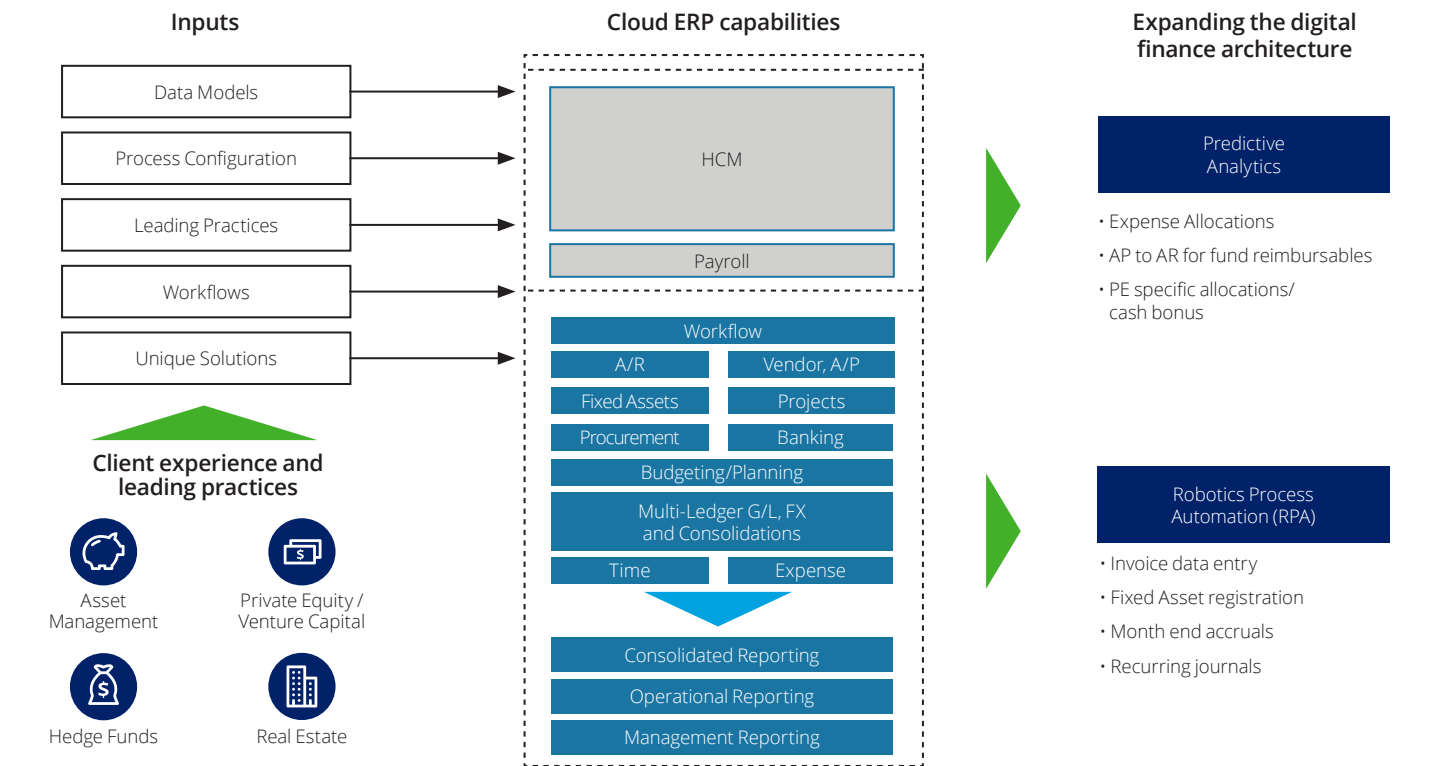 Inputs
Data Models
Process Configuration
Leading Practices
Workflows
Unique Solutions
Client experience and
leading practices
$
Asset
Management
Private Equity /
Venture Capital
$
Hedge Funds
Real Estate
Cloud ERP capabilities
HCM
Payroll
Workflow
A/R
Vendor, A/P
Fixed Assets
Projects
Procurement
Banking
Budgeting/Planning
Multi-Ledger G/L, FX
and Consolidations
Time
Expense
Consolidated Reporting
Operational Reporting
Management Reporting
Expanding the digital
finance architecture
Predictive
Analytics
· Expense Allocations
· AP to AR for fund reimbursables
· PE specific allocations/
cash bonus
Robotics Process
Automation (RPA)
· Invoice data entry
· Fixed Asset registration
· Month end accruals
· Recurring journals